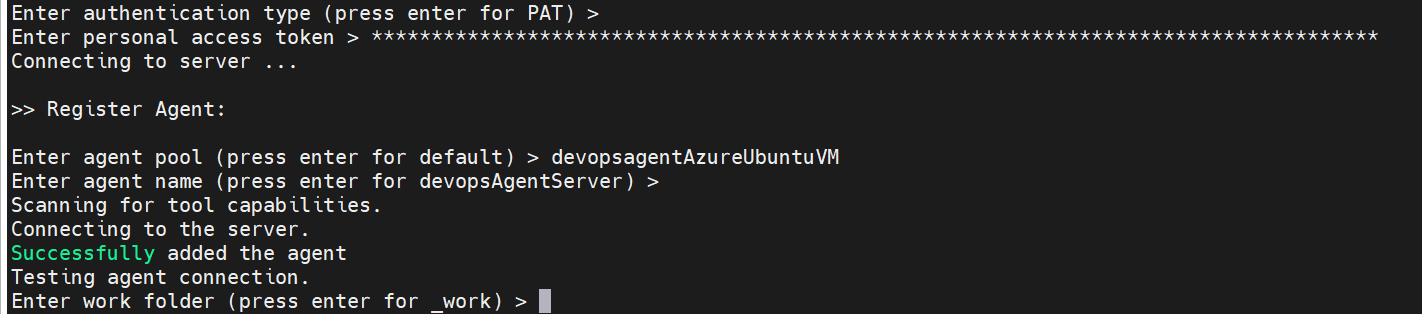 Enter authentication type (press enter for PAT) >
Enter personal access token > ************************************************************************************
Connecting to server ...
>> Register Agent:
Enter agent pool (press enter for default) > devopsagentAzureUbuntuVM
Enter agent name (press enter for devopsAgentServer) >
Scanning for tool capabilities.
Connecting to the server.
Successfully added the agent
Testing agent connection.
Enter work folder (press enter for _work) >